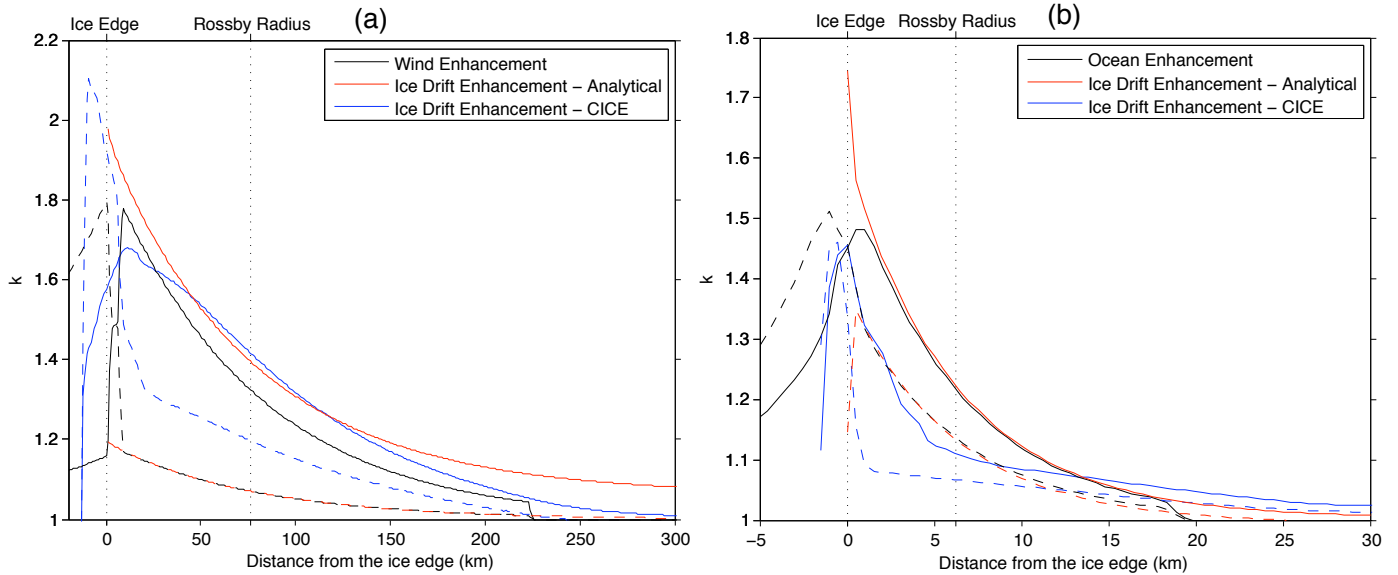 Ice Edge Rossby Radius (a)
2.2
2
1.8
1.6
1.4
1.2
1
k
Wind Enhancement
Ice Drift Enhancement – Analytical
Ice Drift Enhancement – CICE
0 50 100 150 200 250 300
Distance from the ice edge (km)
Ice Edge Rossby Radius (b)
1.8
1.7
1.6
1.5
1.4
1.3
1.2
1.1
1
k
Ocean Enhancement
Ice Drift Enhancement – Analytical
Ice Drift Enhancement – CICE
−5 0 5 10 15 20 25 30
Distance from the ice edge (km)